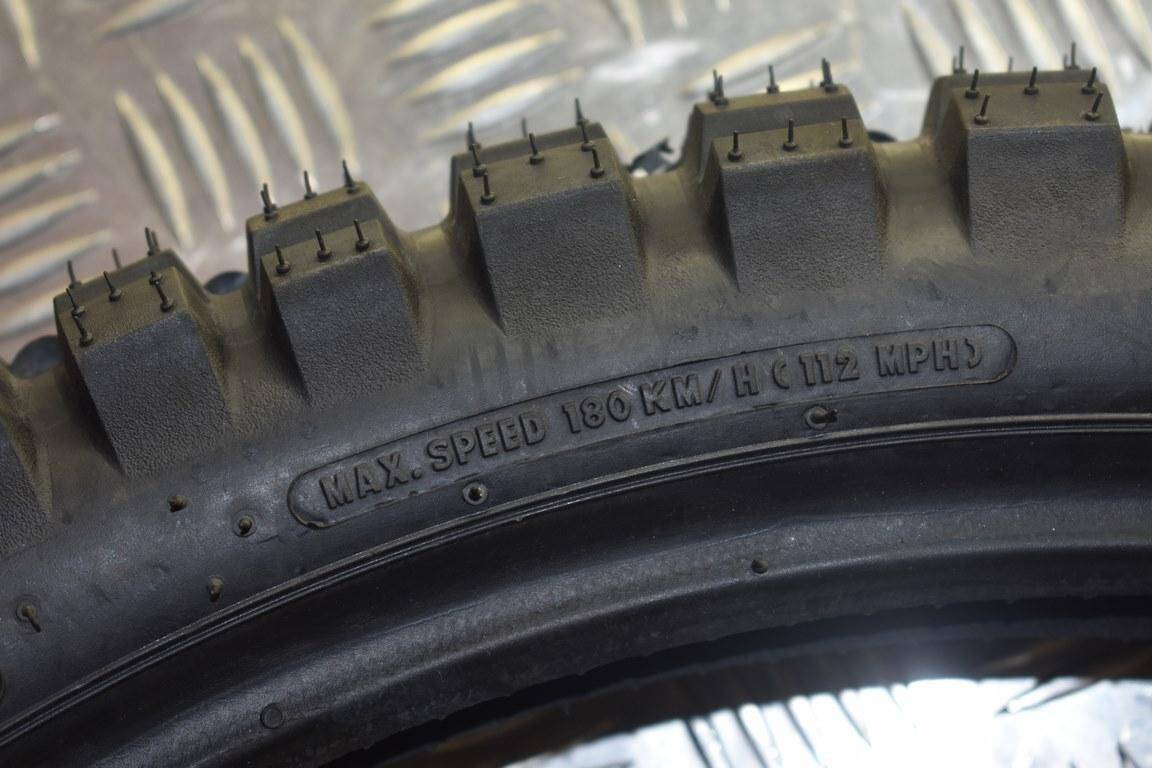 MAX. SPEED 180 KM/H (112 MPH)